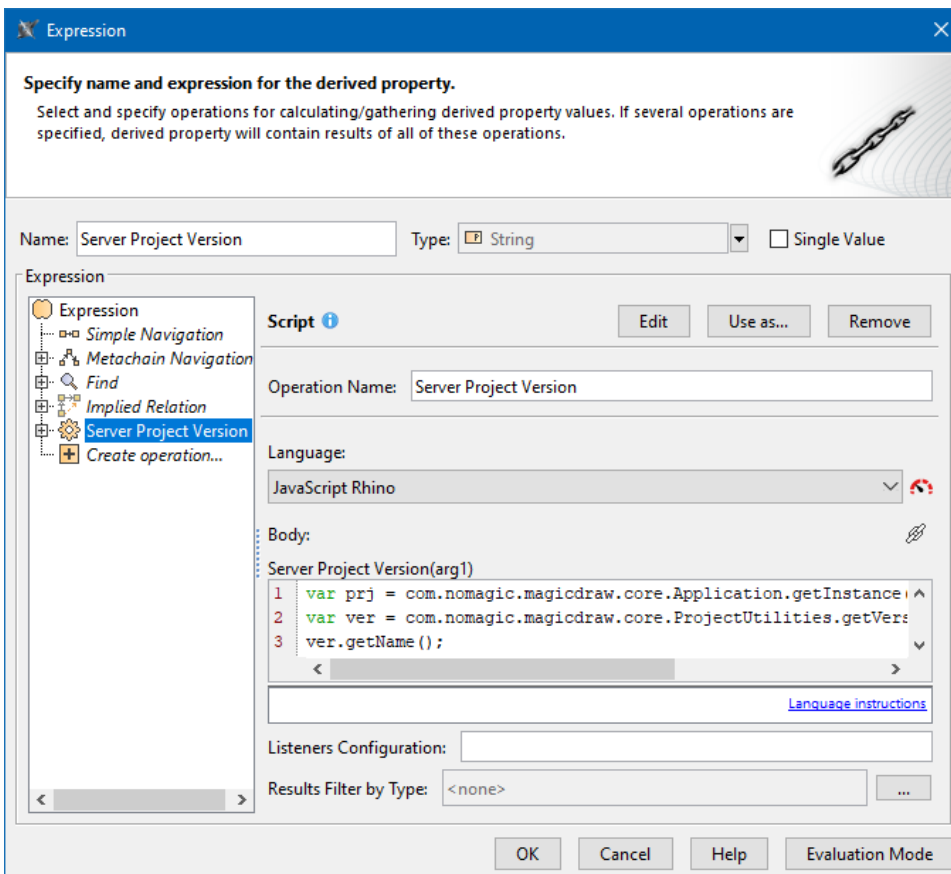 Expression
Specify name and expression for the derived property.
Select and specify operations for calculating/gathering derived property values. If several operations are
specified, derived property will contain results of all of these operations.
Name: Server Project Version Type: P String Single Value
Expression
Expression
Simple Navigation
Metachain Navigation
Find
Implied Relation
Server Project Version
Create operation...
Script i Edit Use as... Remove
Operation Name: Server Project Version
Language:
JavaScript Rhino
Body:
Server Project Version(arg1)
1 var prj = com.nomagic.magicdraw.core.Application.getInstance(
2 var ver = com.nomagic.magicdraw.core.ProjectUtilities.getVers
3 ver.getName();
Language instructions
Listeners Configuration:
Results Filter by Type: <none> ...
OK Cancel Help Evaluation Mode